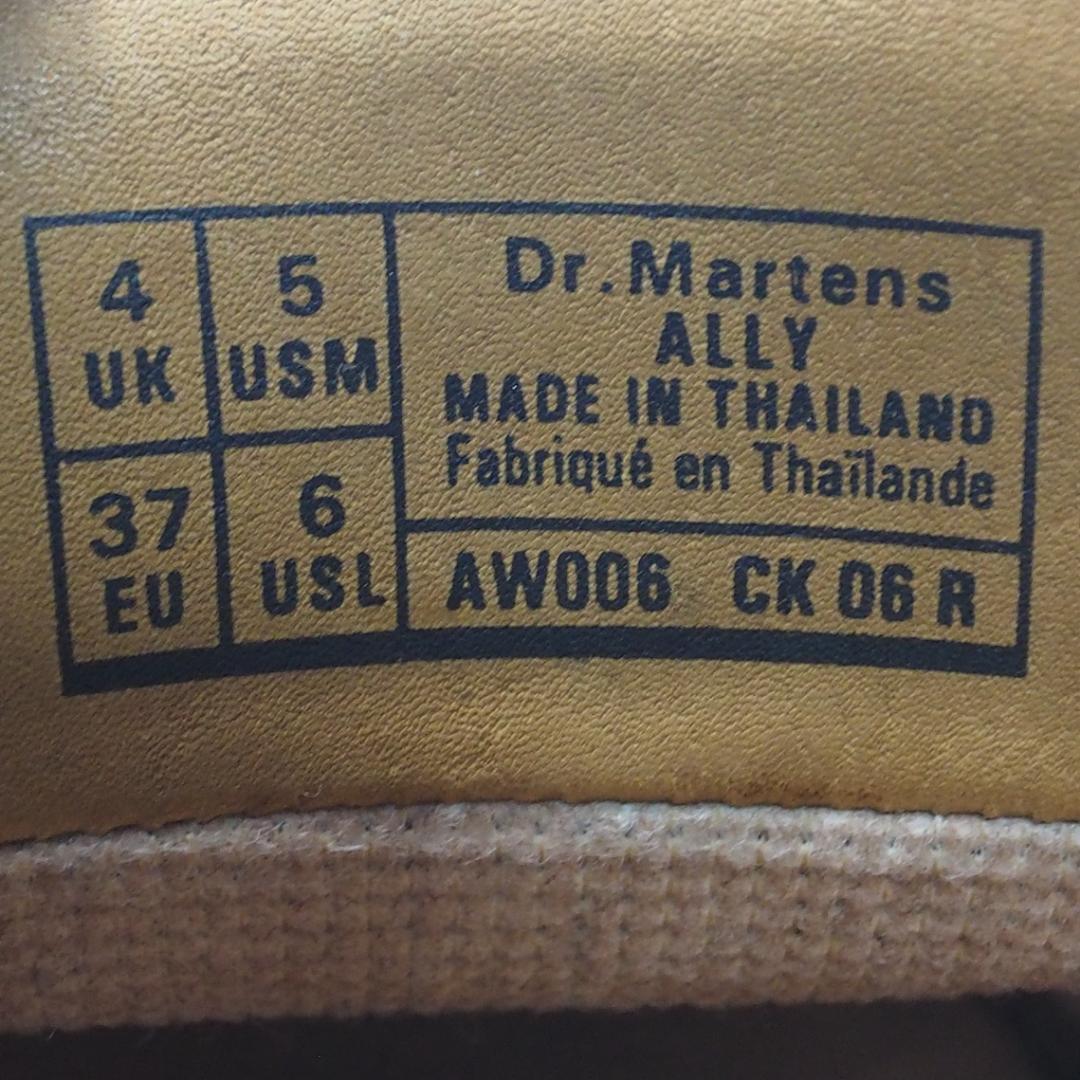 4
UK
5
USM
37
EU
6
USL
Dr.Martens
ALLY
MADE IN THAILAND
Fabriqué en Thaïlande
AW006 CK 06 R